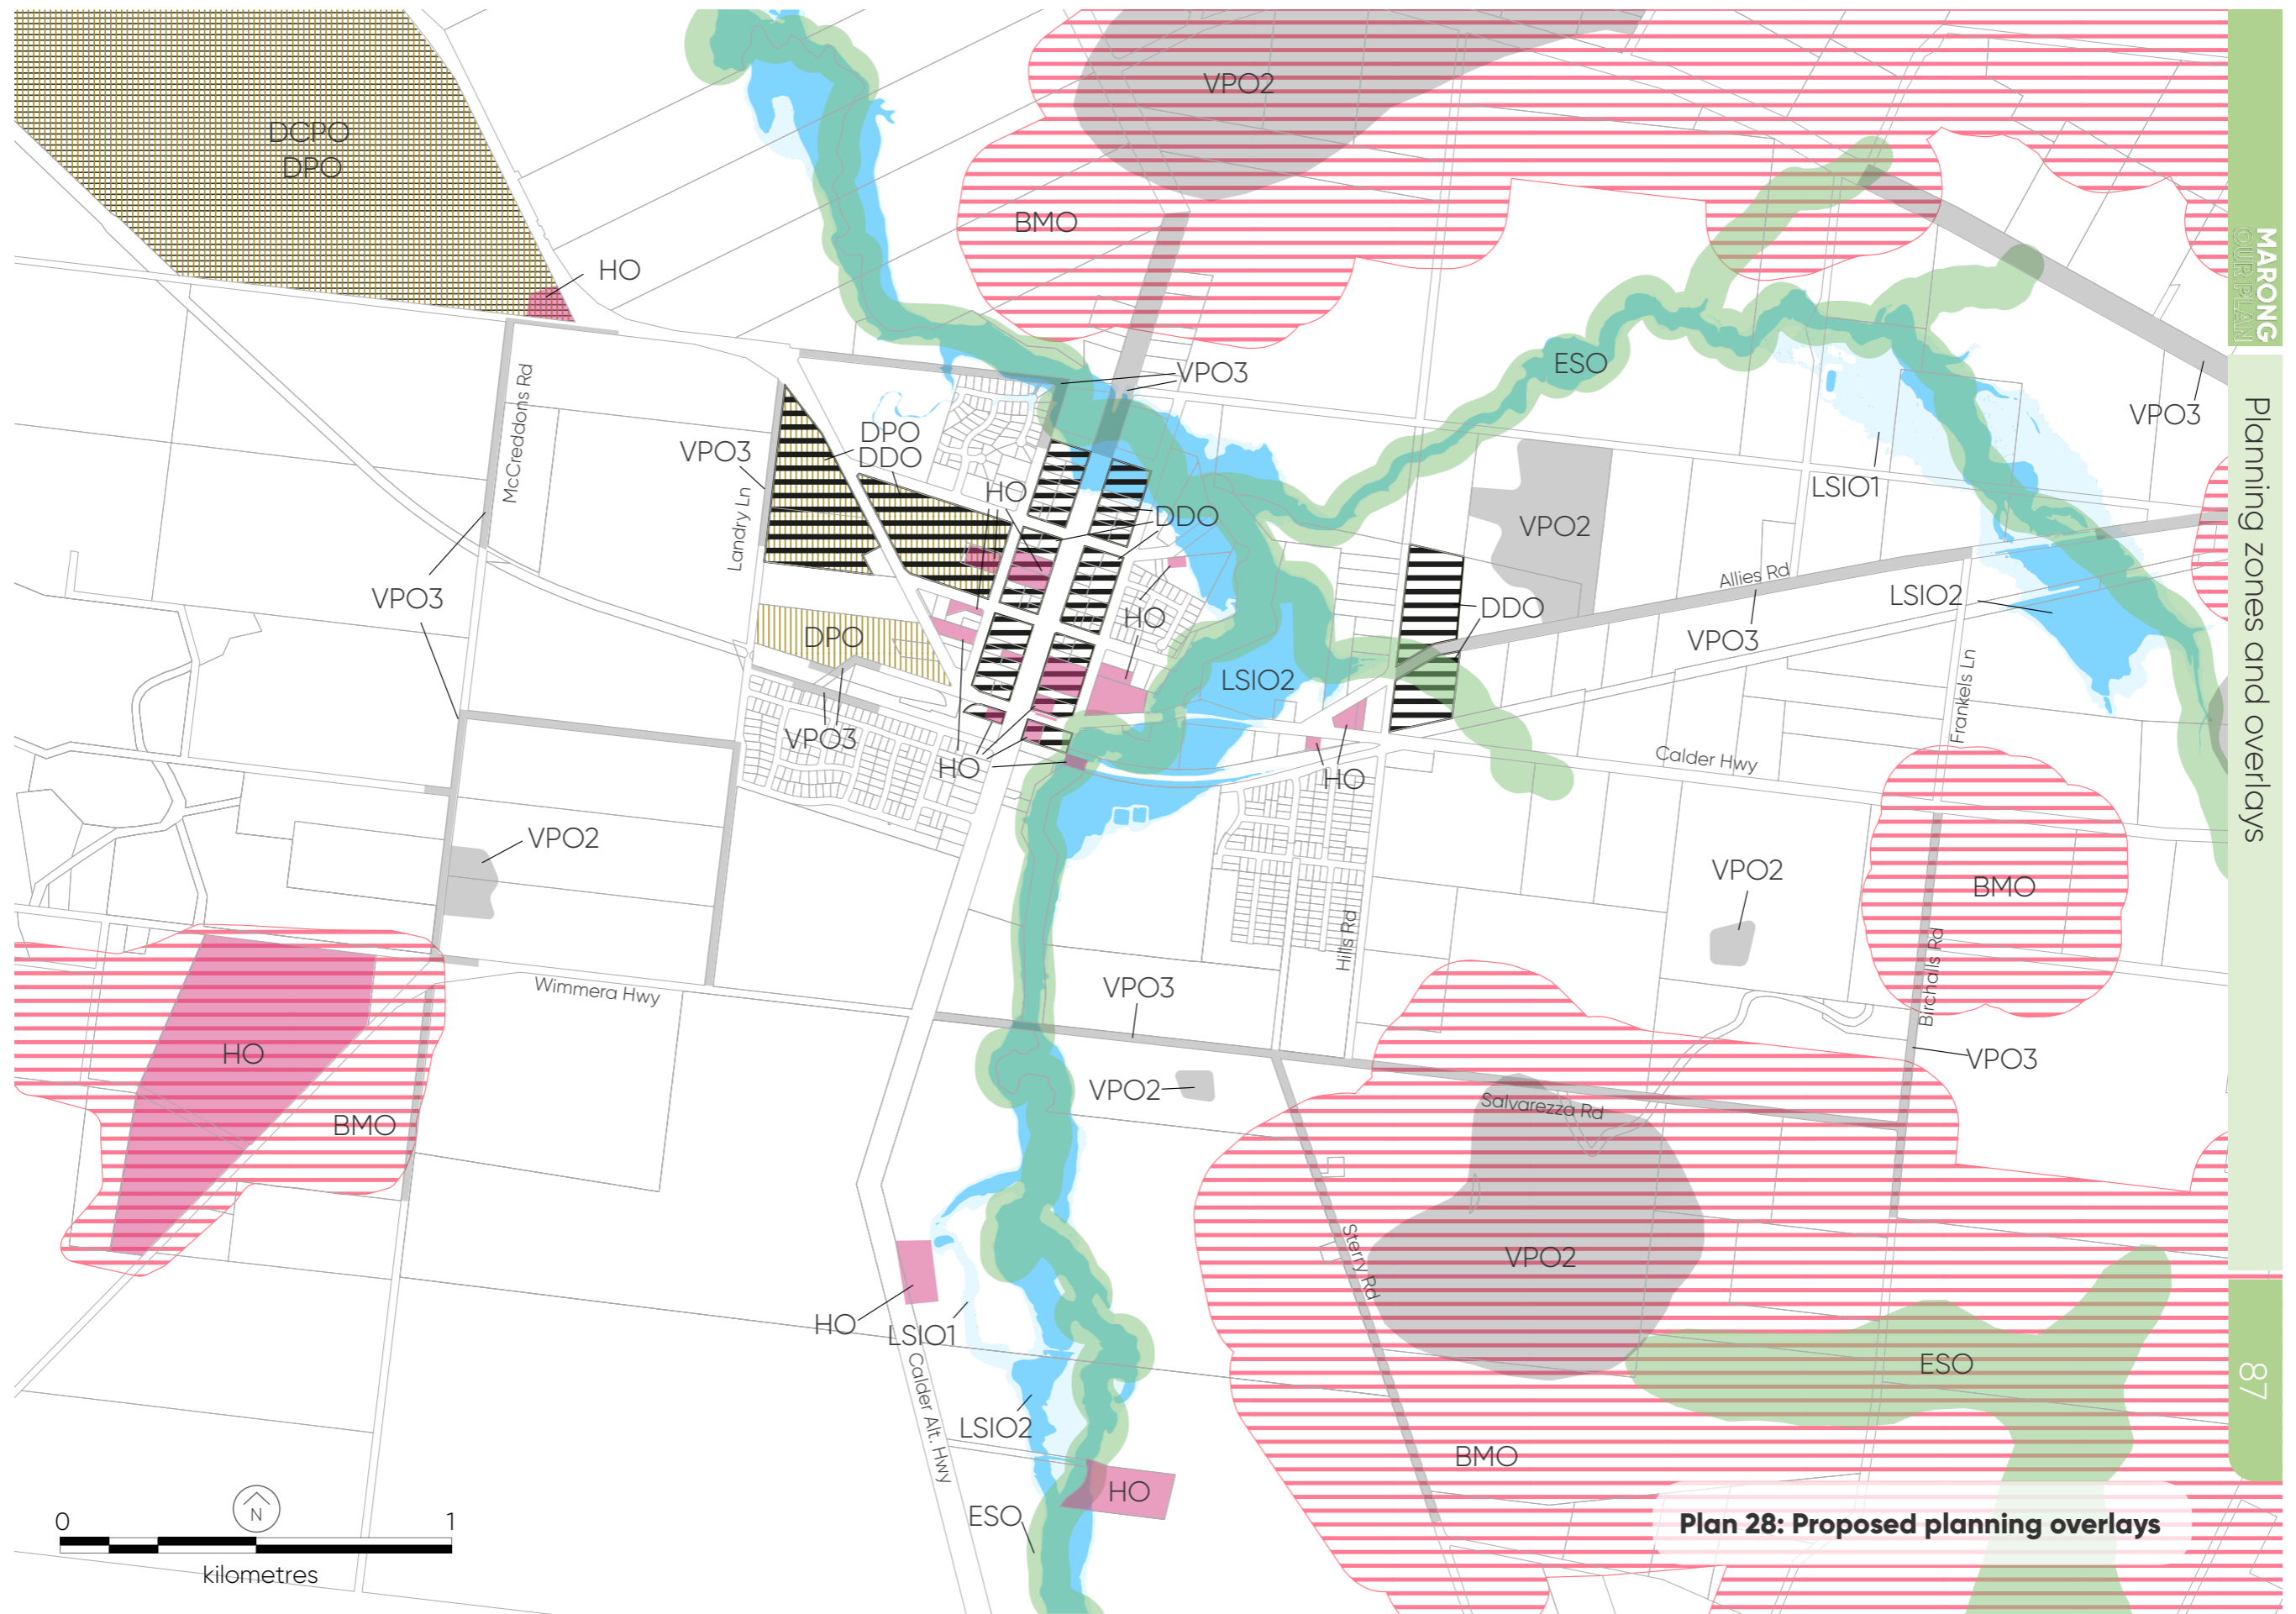 VPO2
DCPO
DPO
BMO
HO
ESO
VPO3
VPO3
McCreddons Rd
VPO3
DPO
DDO
Landry Ln
HO
DDO
LSIO1
VPO2
Allies Rd
VPO3
HO
DDO
LSIO2
VPO3
DPO
LSIO2
Frankels Ln
VPO3
HO
HO
Calder Hwy
VPO2
VPO2
BMO
Hills Rd
Birchalls Rd
Wimmera Hwy
VPO3
HO
VPO3
VPO2
Salvarezza Rd
BMO
VPO2
Sterry Rd
HO
LSIO1
ESO
Calder Alt. Hwy
LSIO2
BMO
HO
ESO
N
0 1
kilometres
Plan 28: Proposed planning overlays
MARONG
OUR PLAN
Planning zones and overlays
87